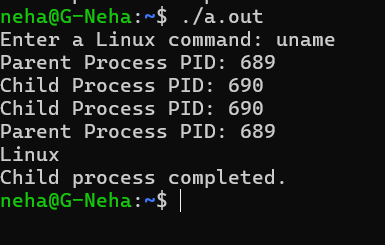 neha@G-Neha:~$ ./a.out
Enter a Linux command: uname
Parent Process PID: 689
Child Process PID: 690
Child Process PID: 690
Parent Process PID: 689
Linux
Child process completed.
neha@G-Neha:~$